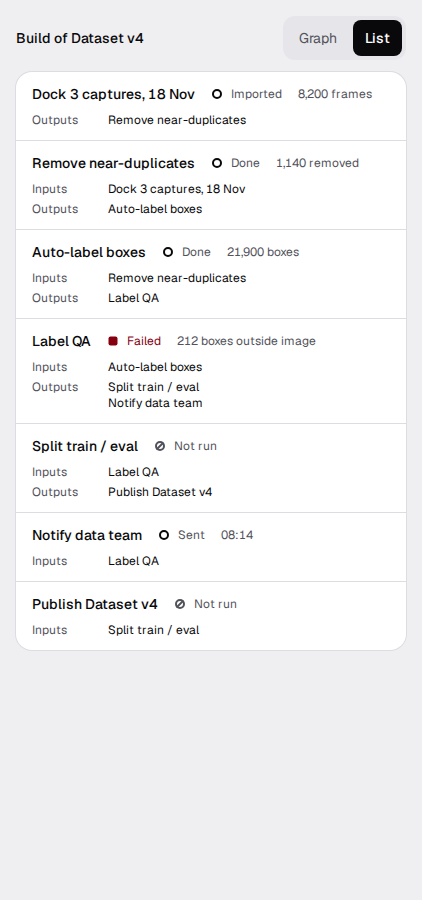 Build of Dataset v4 Graph List
Dock 3 captures, 18 Nov Imported 8,200 frames
Outputs Remove near-duplicates
Remove near-duplicates Done 1,140 removed
Inputs Dock 3 captures, 18 Nov
Outputs Auto-label boxes
Auto-label boxes Done 21,900 boxes
Inputs Remove near-duplicates
Outputs Label QA
Label QA Failed 212 boxes outside image
Inputs Auto-label boxes
Outputs Split train / eval
Notify data team
Split train / eval Not run
Inputs Label QA
Outputs Publish Dataset v4
Notify data team Sent 08:14
Inputs Label QA
Publish Dataset v4 Not run
Inputs Split train / eval